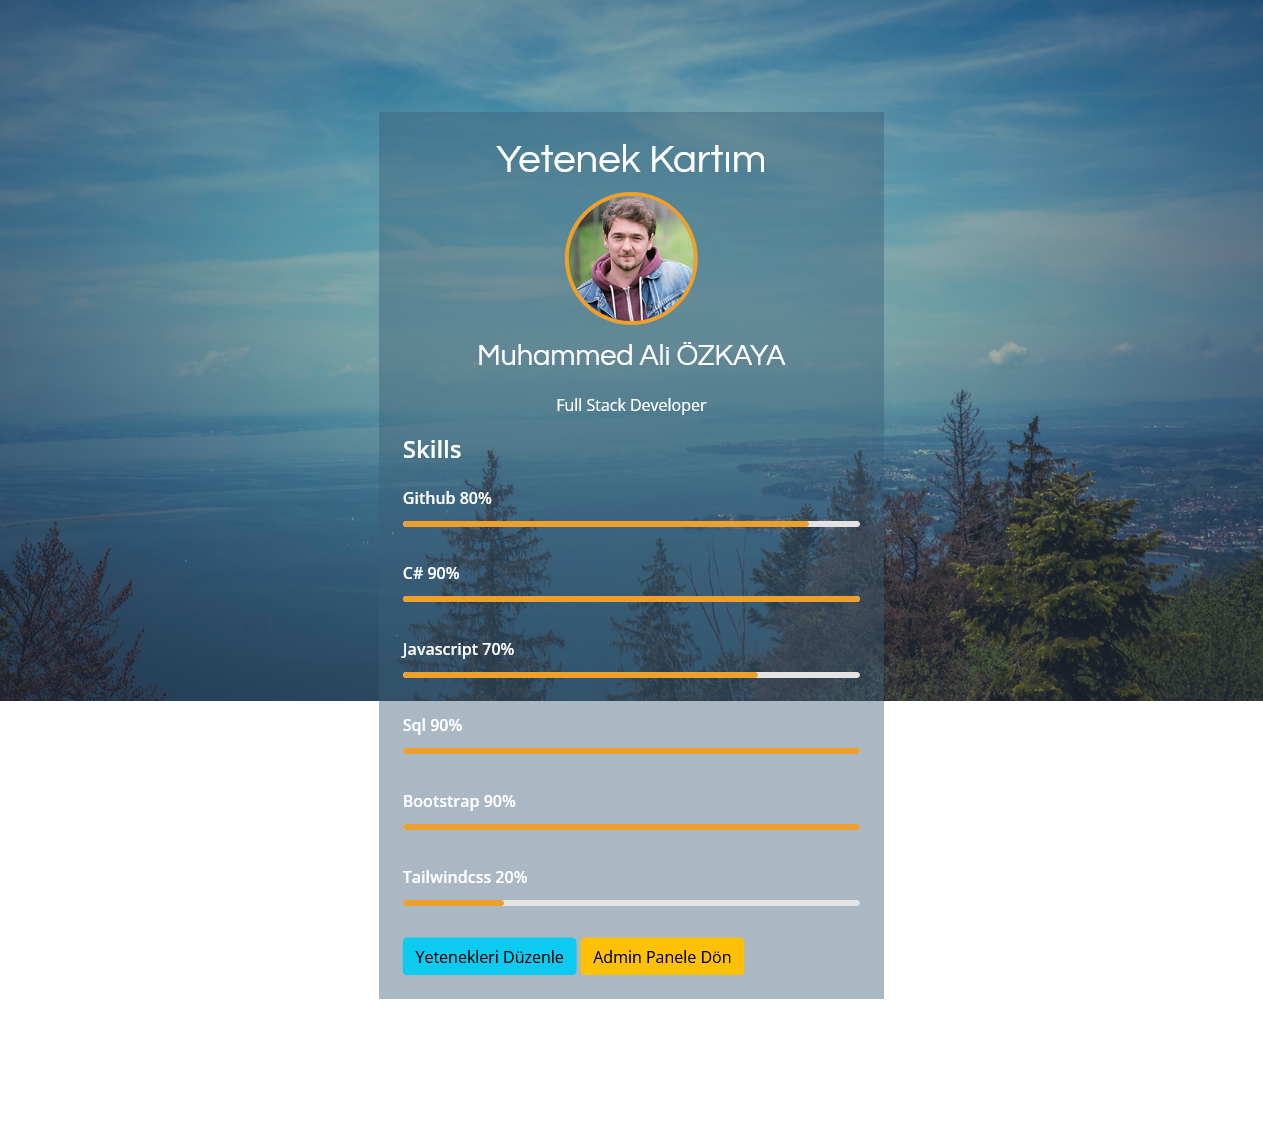 Yetenek Kartım
Muhammed Ali ÖZKAYA
Full Stack Developer
Skills
Github 80%
C# 90%
Javascript 70%
Sql 90%
Bootstrap 90%
Tailwindcss 20%
Yetenekleri Düzenle Admin Panele Dön